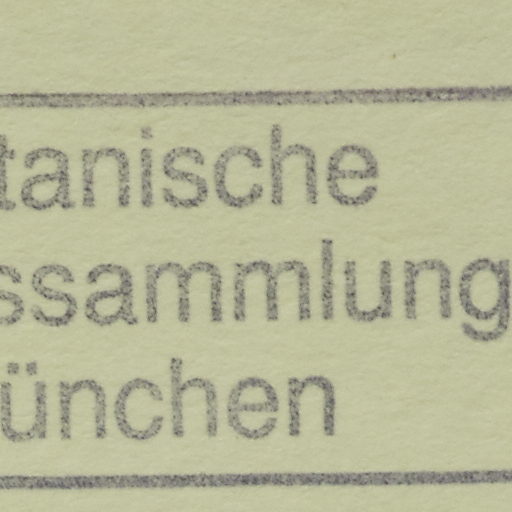 tanische
ssammlung
ünchen